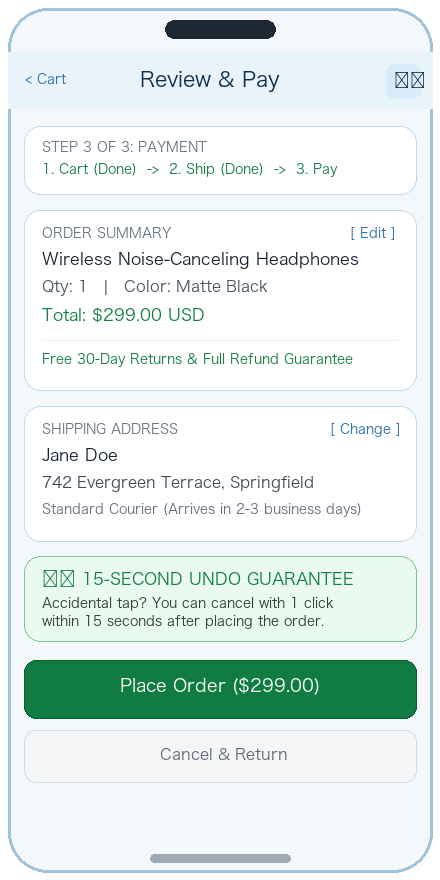 < Cart
Review & Pay
STEP 3 OF 3: PAYMENT
1. Cart (Done) -> 2. Ship (Done) -> 3. Pay
ORDER SUMMARY [ Edit ]
Wireless Noise-Canceling Headphones
Qty: 1 | Color: Matte Black
Total: $299.00 USD
Free 30-Day Returns & Full Refund Guarantee
SHIPPING ADDRESS [ Change ]
Jane Doe
742 Evergreen Terrace, Springfield
Standard Courier (Arrives in 2-3 business days)
15-SECOND UNDO GUARANTEE
Accidental tap? You can cancel with 1 click
within 15 seconds after placing the order.
Place Order ($299.00)
Cancel & Return